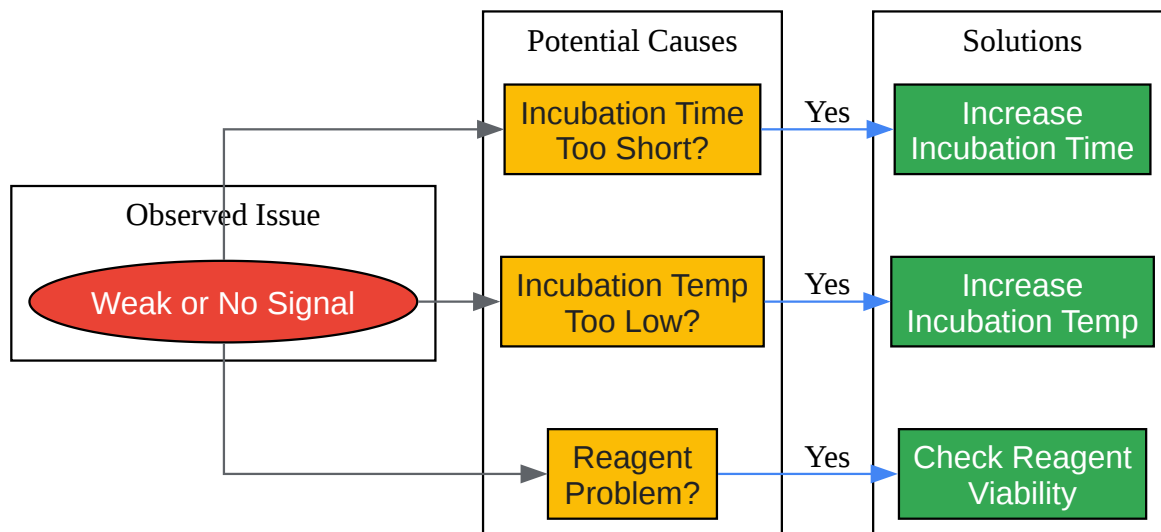 Potential Causes
Solutions
Incubation Time
Too Short?
Yes
Increase
Incubation Time
Observed Issue
Weak or No Signal
Incubation Temp
Too Low?
Yes
Increase
Incubation Temp
Reagent
Problem?
Yes
Check Reagent
Viability